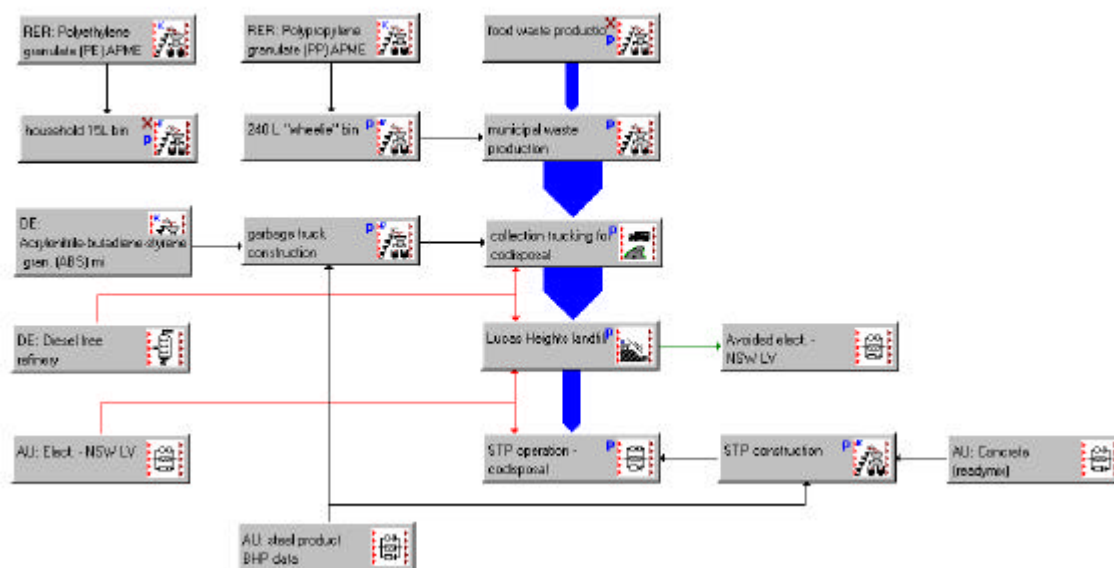 RER: Polyethylene
granulate (PE) APME
RER: Polypropylene
granulate (PP) APME
food waste productio
household 15L bin
240 L "wheelie" bin
municipal waste
production
DE:
Acrylonitrile-butadiene-styrene
gran. (ABS) mi
garbage truck
construction
collection trucking for
codisposal
DE: Diesel free
refinery
Lucas Heights landfill
Avoided elect. -
NSW LV
AU: Elect. - NSW LV
STP operation -
codisposal
STP construction
AU: Concrete
(readymix)
AU: steel product
BHP data